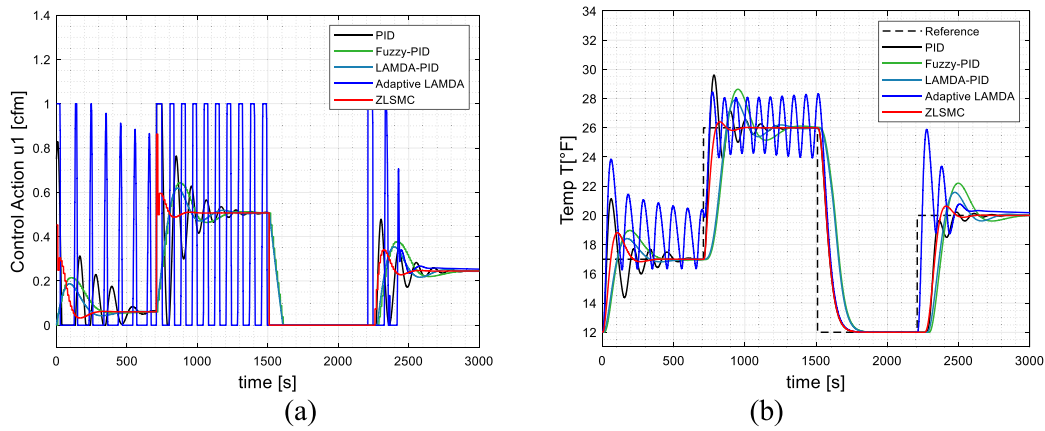 1.4
1.2
1
0.8
0.6
0.4
0.2
0
Control Action u1 [cfm]
0 500 1000 1500 2000 2500 3000
time [s]
PID
Fuzzy-PID
LAMDA-PID
Adaptive LAMDA
ZLSMC
(a)
34
32
30
28
26
24
22
20
18
16
14
12
Temp T[°F]
0 500 1000 1500 2000 2500 3000
time [s]
Reference
PID
Fuzzy-PID
LAMDA-PID
Adaptive LAMDA
ZLSMC
(b)